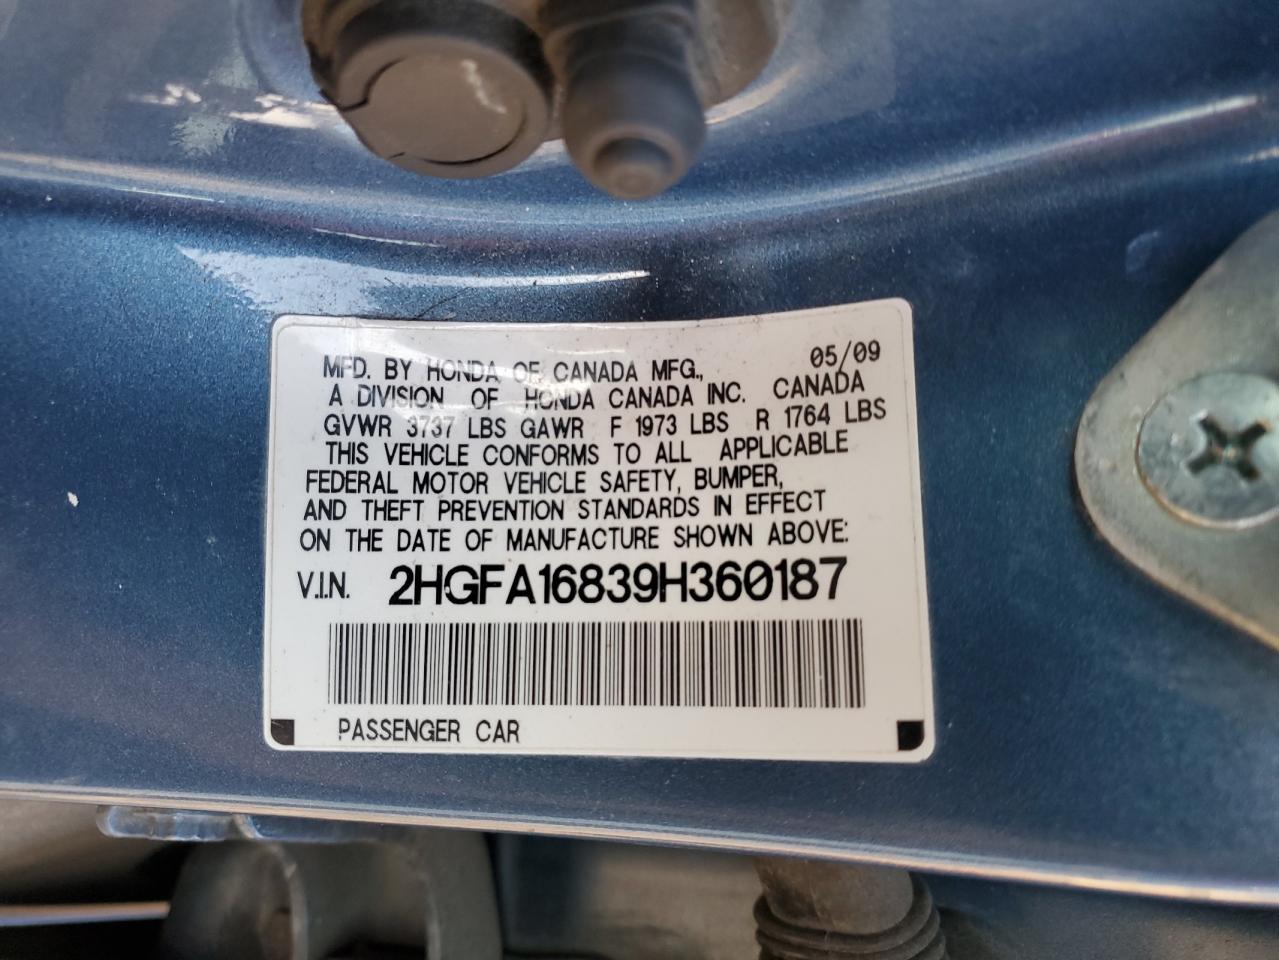 MFD. BY HONDA OF CANADA MFG., 05/09
A DIVISION OF HONDA CANADA INC. CANADA
GVWR 3737 LBS GAWR F 1973 LBS R 1764 LBS
THIS VEHICLE CONFORMS TO ALL APPLICABLE
FEDERAL MOTOR VEHICLE SAFETY, BUMPER,
AND THEFT PREVENTION STANDARDS IN EFFECT
ON THE DATE OF MANUFACTURE SHOWN ABOVE:
V.I.N. 2HGFA16839H360187
PASSENGER CAR